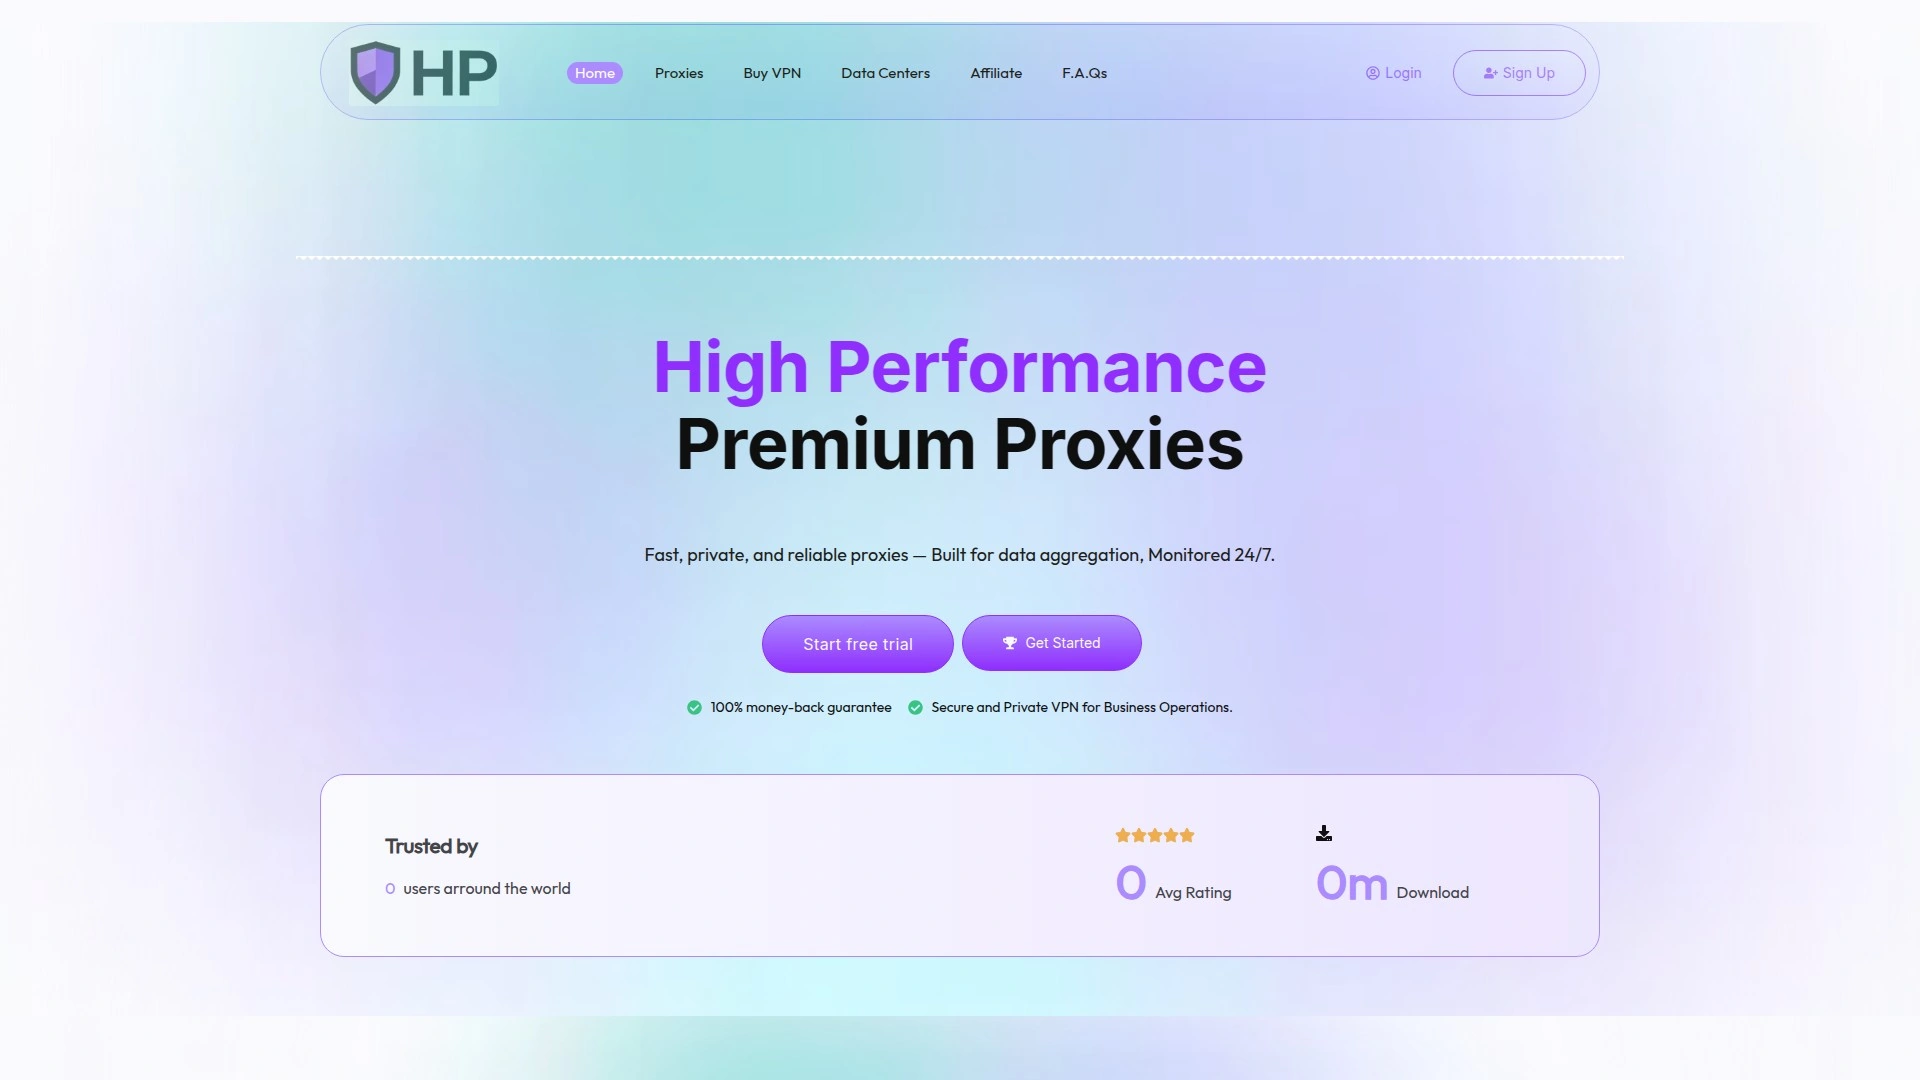 HP
Home
Proxies
Buy VPN
Data Centers
Affiliate
F.A.Qs
Login
Sign Up
High Performance
Premium Proxies
Fast, private, and reliable proxies — Built for data aggregation, Monitored 24/7.
Start free trial
Get Started
100% money-back guarantee
Secure and Private VPN for Business Operations.
Trusted by
0 users arround the world
0 Avg Rating
0m Download